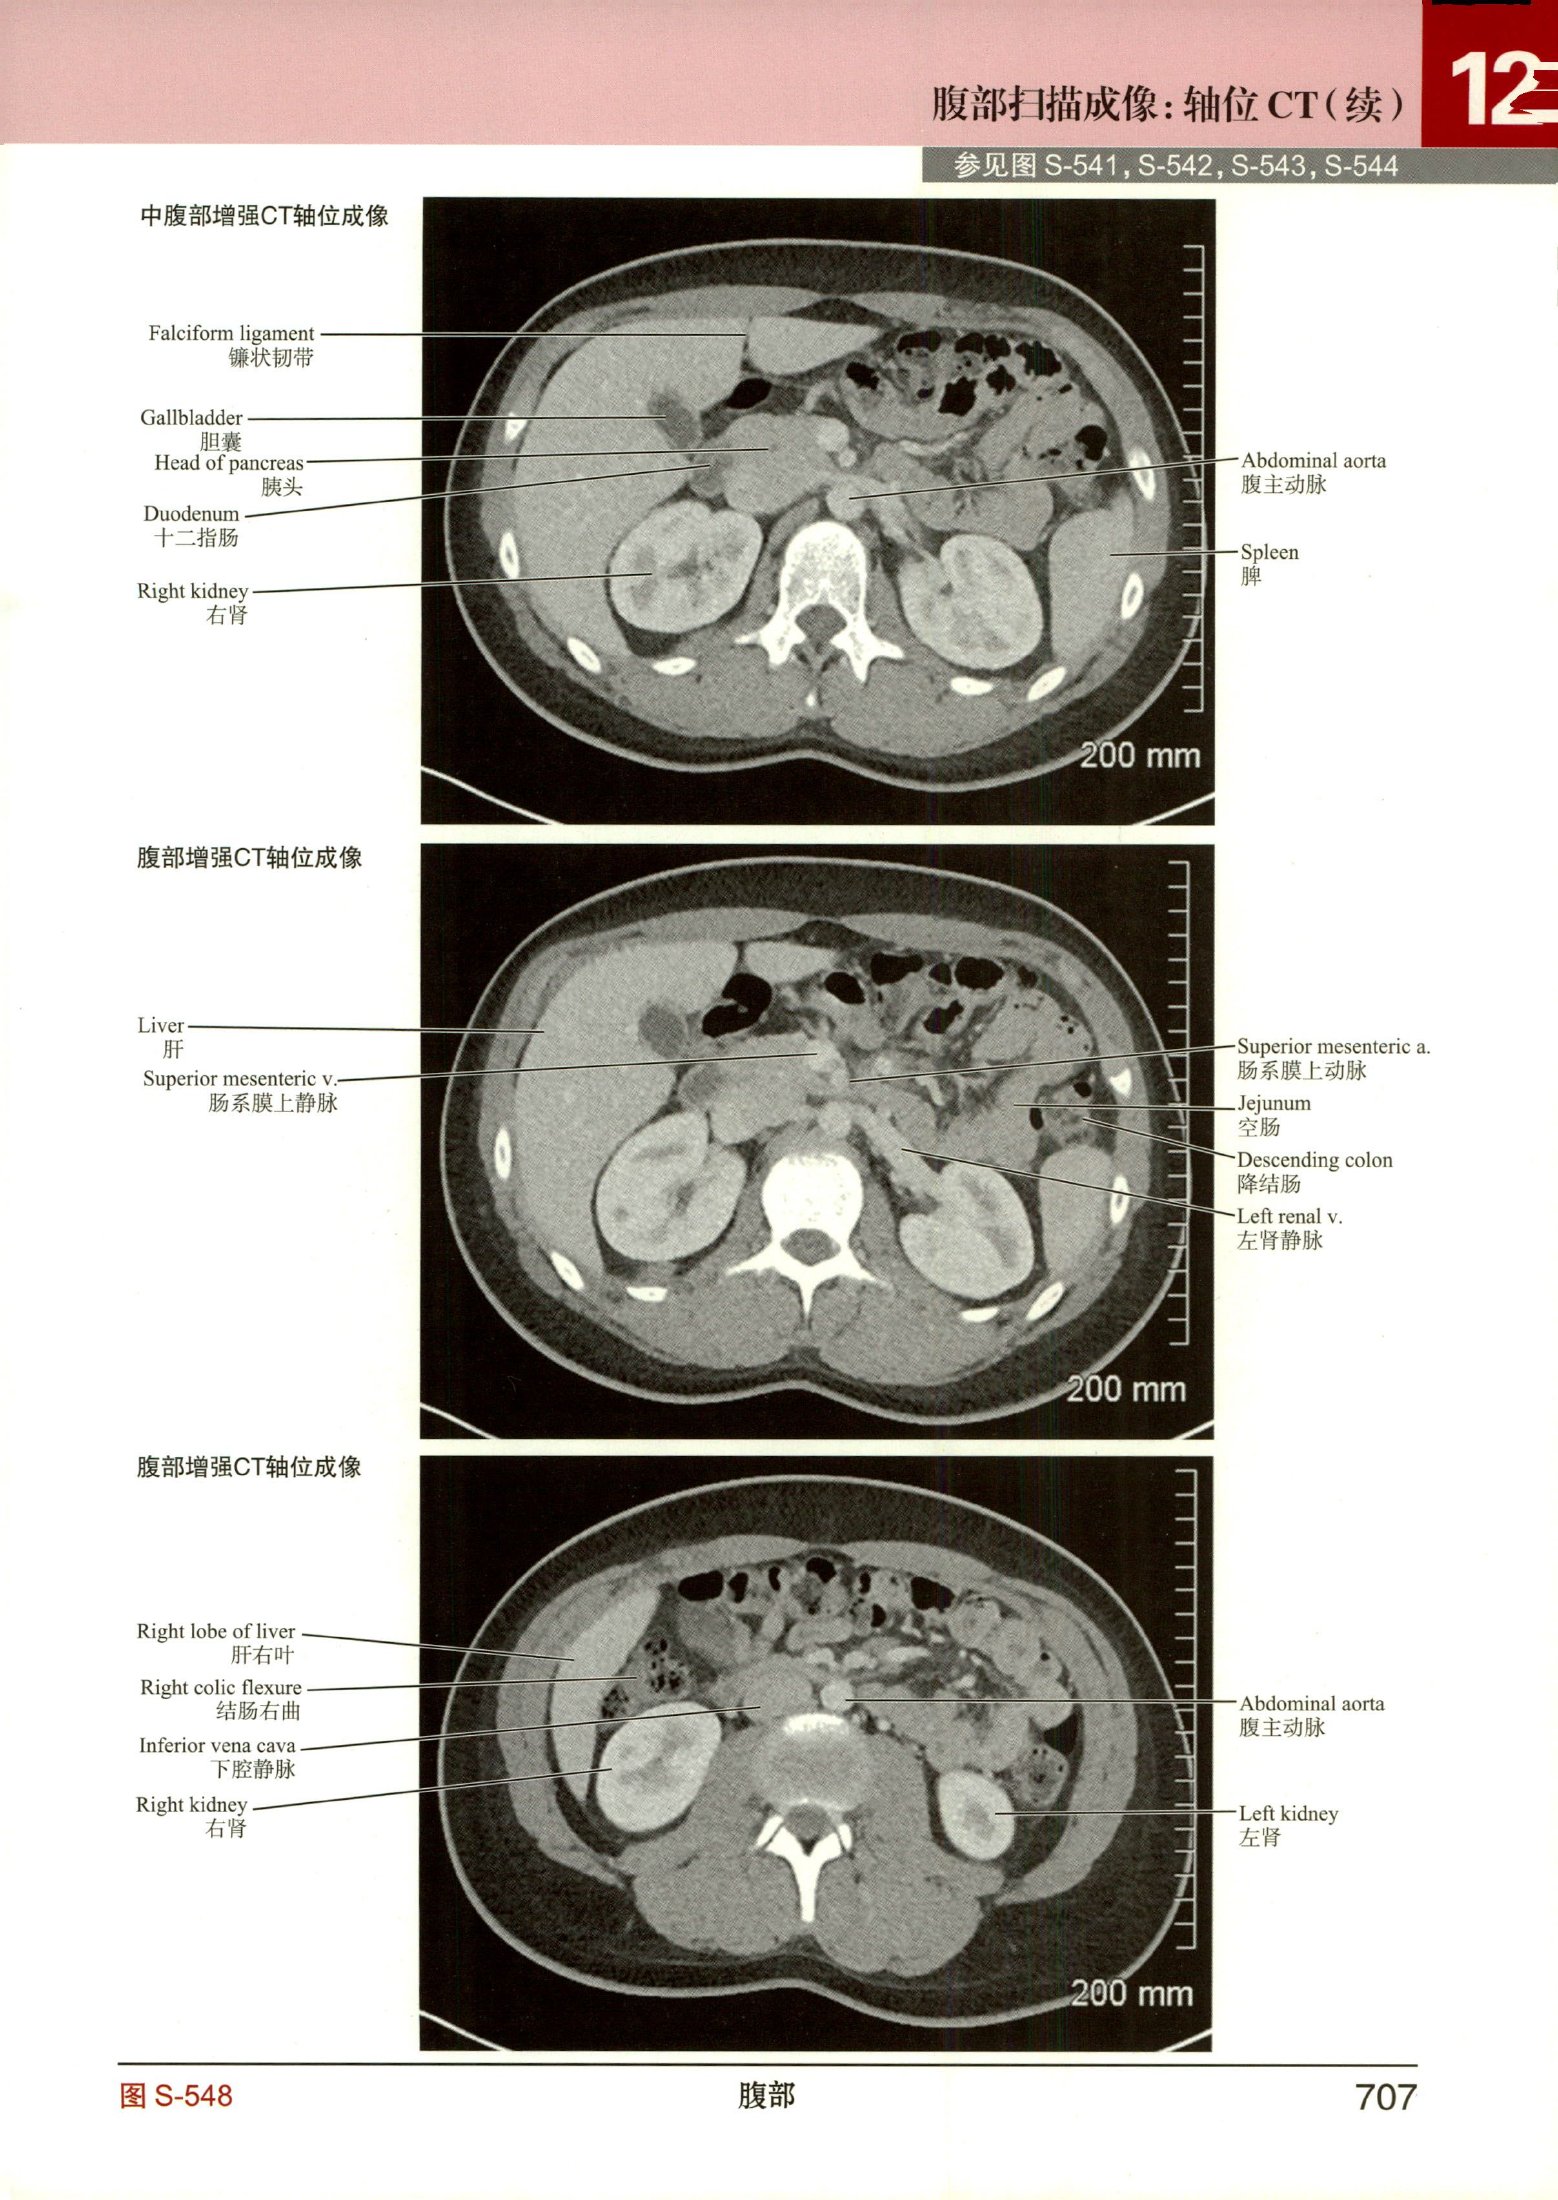 腹部扫描成像：轴位 CT（续）
12
参见图 S-541, S-542, S-543, S-544
中腹部增强CT轴位成像
Falciform ligament
镰状韧带
Gallbladder
胆囊
Head of pancreas
胰头
Duodenum
十二指肠
Right kidney
右肾
Abdominal aorta
腹主动脉
Spleen
脾
200 mm
腹部增强CT轴位成像
Liver
肝
Superior mesenteric v.
肠系膜上静脉
Superior mesenteric a.
肠系膜上动脉
Jejunum
空肠
Descending colon
降结肠
Left renal v.
左肾静脉
200 mm
腹部增强CT轴位成像
Right lobe of liver
肝右叶
Right colic flexure
结肠右曲
Inferior vena cava
下腔静脉
Right kidney
右肾
Abdominal aorta
腹主动脉
Left kidney
左肾
200 mm
图 S-548
腹部
707